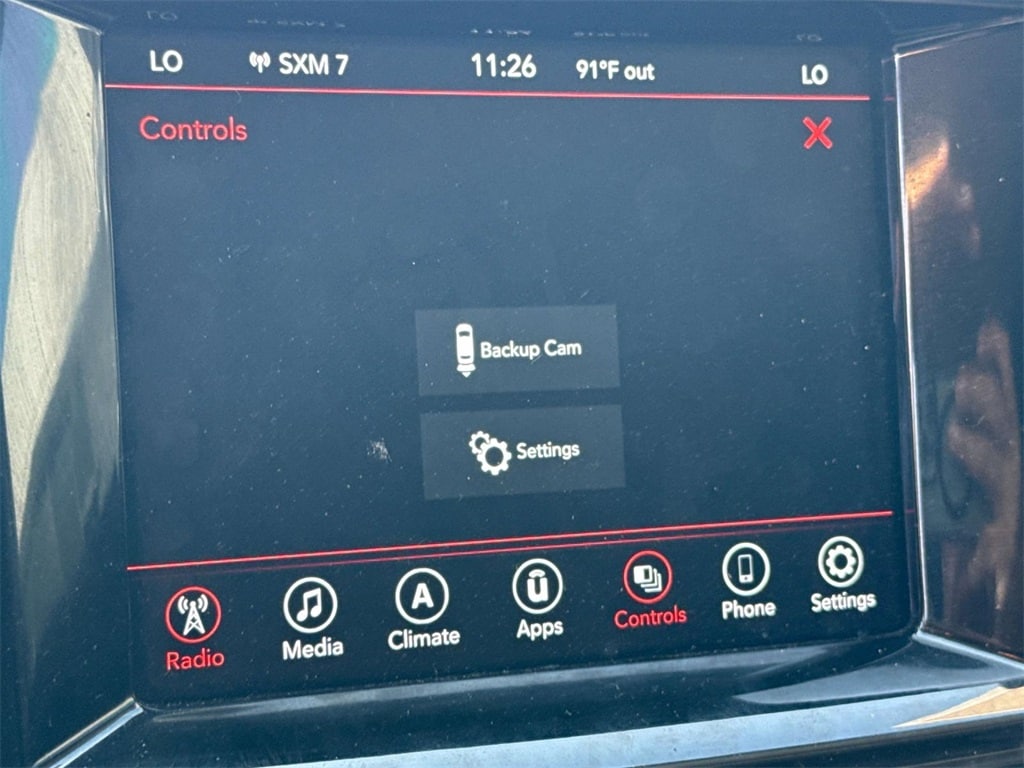 LO SXM 7 11:26 91°F out LO
Controls
Backup Cam
Settings
A
Radio Media Climate Apps Controls Phone Settings